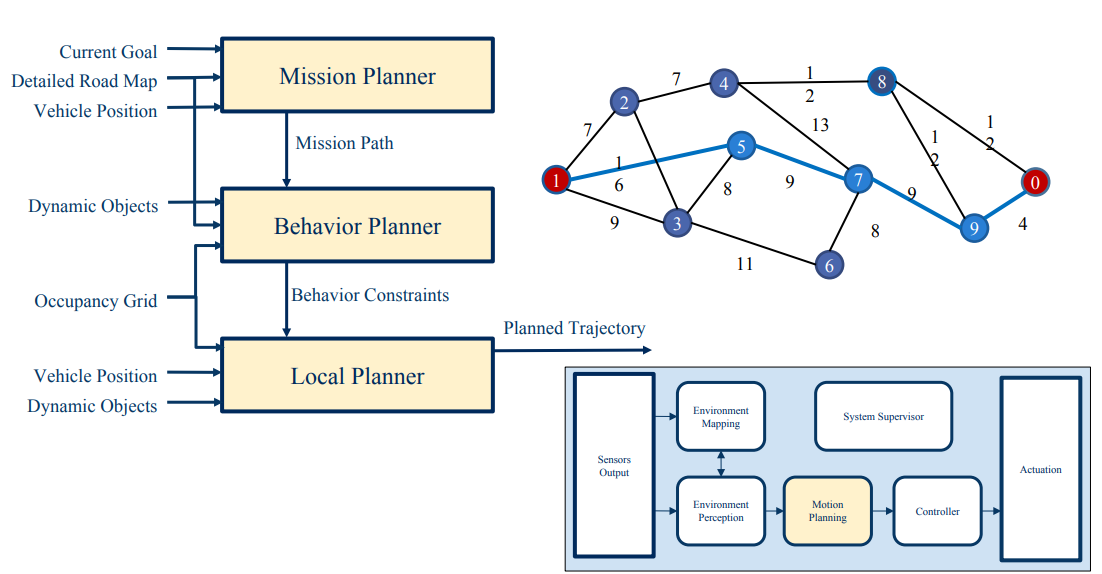 Current Goal
Detailed Road Map
Vehicle Position
Mission Planner
Mission Path
Dynamic Objects
Behavior Planner
Occupancy Grid
Behavior Constraints
Vehicle Position
Dynamic Objects
Local Planner
Planned Trajectory
7
1
2
4
8
2
7
13
1
2
1
2
5
1
6
8
9
7
9
1
0
9
3
9
4
11
6
8
Environment
Mapping
System Supervisor
Sensors
Output
Actuation
Environment
Perception
Motion
Planning
Controller